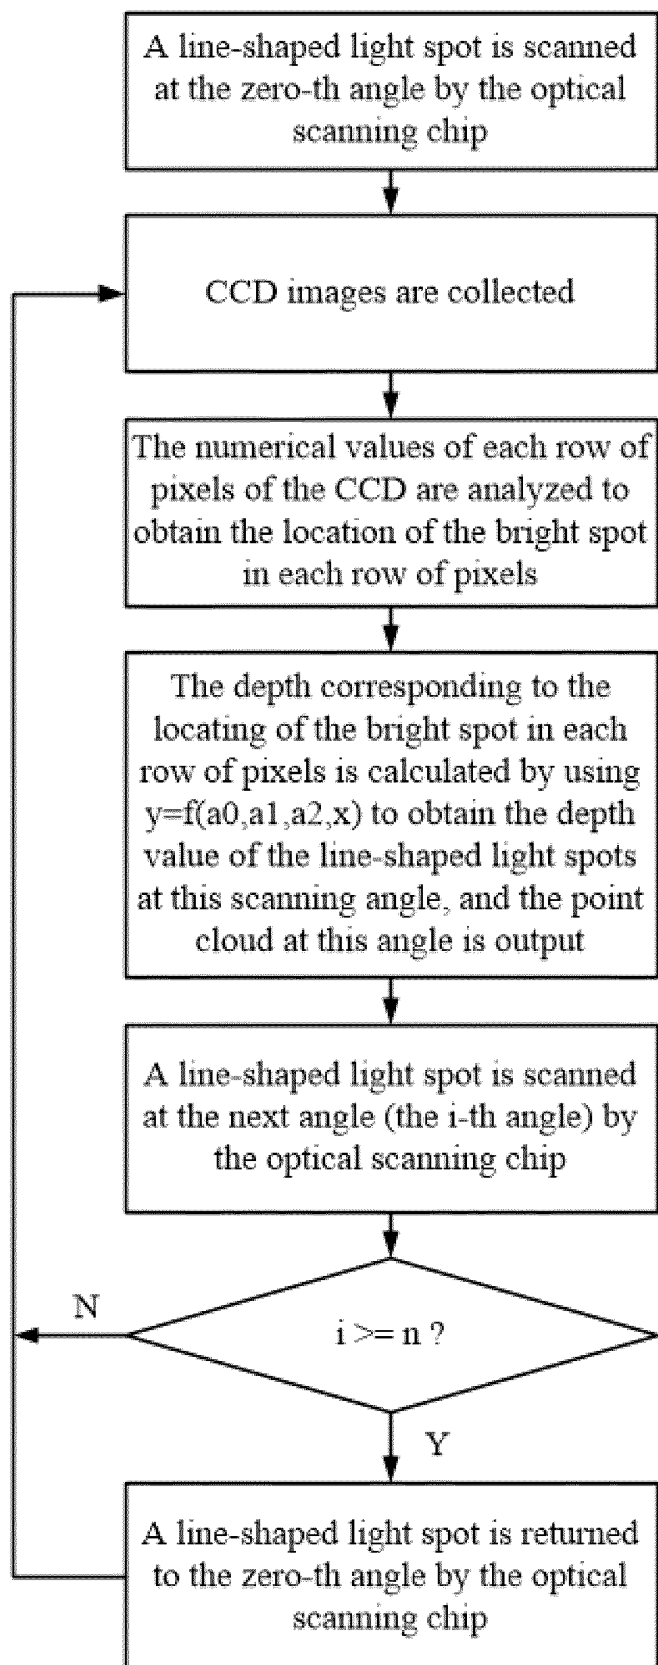 A line-shaped light spot is scanned
at the zero-th angle by the optical
scanning chip
CCD images are collected
The numerical values of each row of
pixels of the CCD are analyzed to
obtain the location of the bright spot
in each row of pixels
The depth corresponding to the
locating of the bright spot in each
row of pixels is calculated by using
y=f(a0,a1,a2,x) to obtain the depth
value of the line-shaped light spots
at this scanning angle, and the point
cloud at this angle is output
A line-shaped light spot is scanned
at the next angle (the i-th angle) by
the optical scanning chip
N
i >= n ?
Y
A line-shaped light spot is returned
to the zero-th angle by the optical
scanning chip